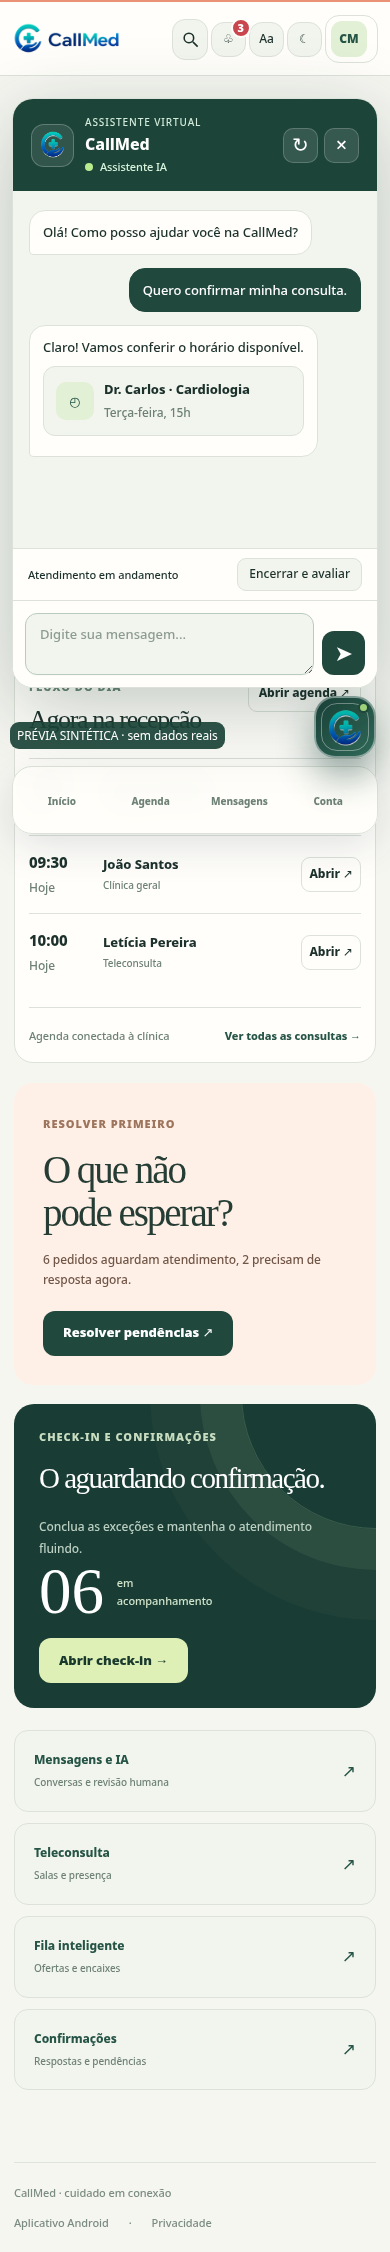 CallMed
3
Aa
CM
ASSISTENTE VIRTUAL
CallMed
Assistente IA
Olá! Como posso ajudar você na CallMed?
Quero confirmar minha consulta.
Claro! Vamos conferir o horário disponível.
Dr. Carlos · Cardiologia
Terça-feira, 15h
Atendimento em andamento
Encerrar e avaliar
Digite sua mensagem...
FLUXO DO DIA
Agora na recepção
Abrir agenda ↗
PRÉVIA SINTÉTICA · sem dados reais
Início
Agenda
Mensagens
Conta
09:30
Hoje
João Santos
Clínica geral
Abrir ↗
10:00
Hoje
Letícia Pereira
Teleconsulta
Abrir ↗
Agenda conectada à clínica
Ver todas as consultas →
RESOLVER PRIMEIRO
O que não
pode esperar?
6 pedidos aguardam atendimento, 2 precisam de
resposta agora.
Resolver pendências ↗
CHECK-IN E CONFIRMAÇÕES
O aguardando confirmação.
Conclua as exceções e mantenha o atendimento
fluindo.
06
em
acompanhamento
Abrir check-in →
Mensagens e IA
Conversas e revisão humana
↗
Teleconsulta
Salas e presença
↗
Fila inteligente
Ofertas e encaixes
↗
Confirmações
Respostas e pendências
↗
CallMed · cuidado em conexão
Aplicativo Android · Privacidade